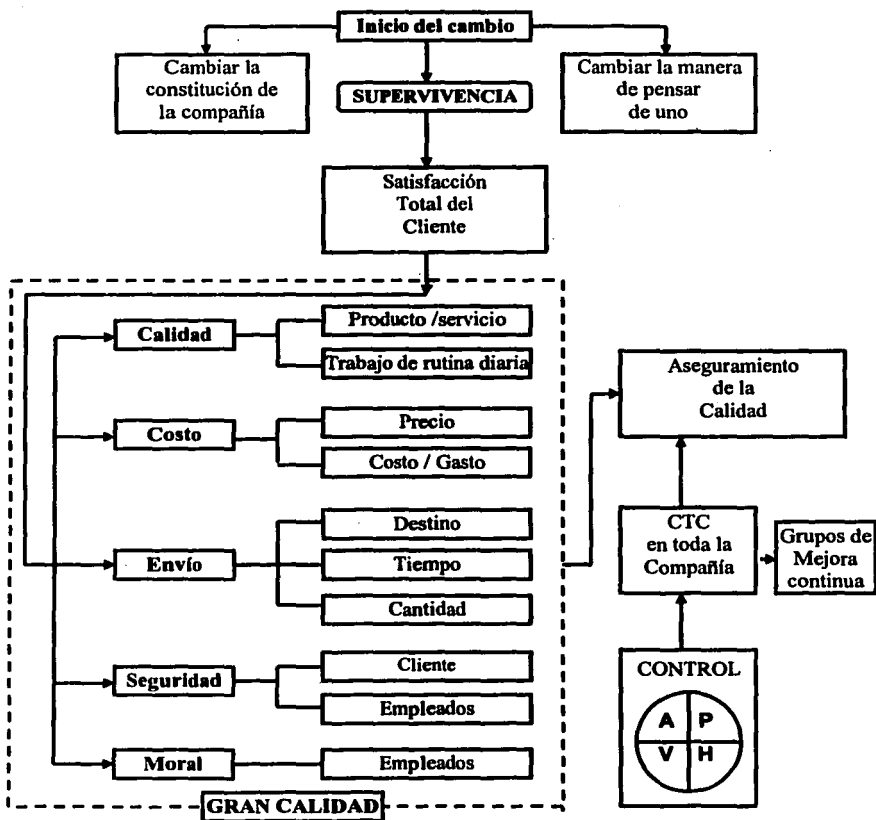 Inicio del cambio
Cambiar la
constitución de
la compañía
SUPERVIVENCIA
Cambiar la manera
de pensar
de uno
Satisfacción
Total del
Cliente
Calidad
Producto /servicio
Trabajo de rutina diaria
Costo
Precio
Costo / Gasto
Envío
Destino
Tiempo
Cantidad
Seguridad
Cliente
Empleados
Moral
Empleados
GRAN CALIDAD
Aseguramiento
de la
Calidad
CTC
en toda la
Compañía
Grupos de
Mejora
continua
CONTROL
A P
V H